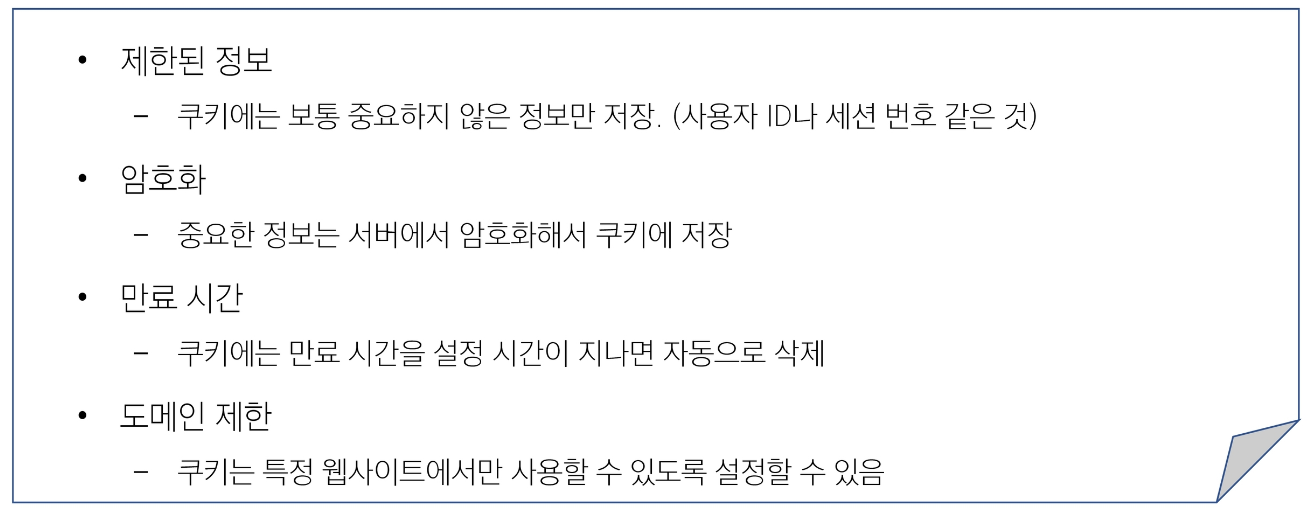 • 제한된 정보
– 쿠키에는 보통 중요하지 않은 정보만 저장. (사용자 ID나 세션 번호 같은 것)
• 암호화
– 중요한 정보는 서버에서 암호화해서 쿠키에 저장
• 만료 시간
– 쿠키에는 만료 시간을 설정 시간이 지나면 자동으로 삭제
• 도메인 제한
– 쿠키는 특정 웹사이트에서만 사용할 수 있도록 설정할 수 있음